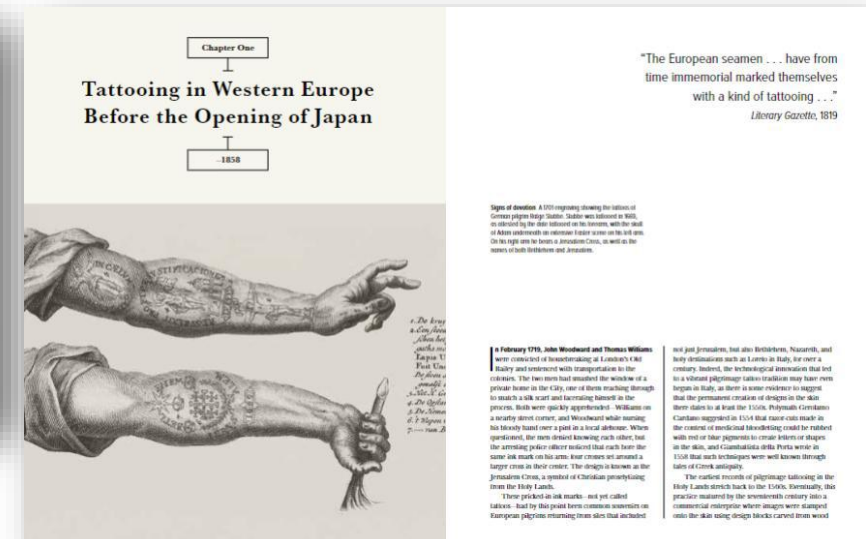 Chapter One
Tattooing in Western Europe
Before the Opening of Japan
–1858
"The European seamen . . . have from
time immemorial marked themselves
with a kind of tattooing . . ."
Literary Gazette, 1819
Signs of devotion A 1701 engraving showing the tattoos of
German pilgrim Ratge Stubbe. Stubbe was tattooed in 1669,
as attested by the date tattooed on his forearm, with the skull
of Adam underneath an extensive Easter scene on his left arm.
On his right arm he bears a Jerusalem Cross, as well as the
names of both Bethlehem and Jerusalem.
In February 1719, John Woodward and Thomas Williams
were convicted of housebreaking at London's Old
Bailey and sentenced with transportation to the
colonies. The two men had smashed the window of a
private home in the City, one of them reaching through
to snatch a silk scarf and lacerating himself in the
process. Both were quickly apprehended—Williams on
a nearby street corner, and Woodward while nursing
his bloody hand over a pint in a local alehouse. When
questioned, the men denied knowing each other, but
the arresting police officer noticed that each bore the
same ink mark on his arm: four crosses set around a
larger cross in their center. The design is known as the
Jerusalem Cross, a symbol of Christian proselytizing
from the Holy Lands.
These pricked-in ink marks—not yet called
tattoos—had by this point been common souvenirs on
European pilgrims returning from sites that included
not just Jerusalem, but also Bethlehem, Nazareth, and
holy destinations such as Loreto in Italy, for over a
century. Indeed, the technological innovation that led
to a vibrant pilgrimage tattoo tradition may have even
begun in Italy, as there is some evidence to suggest
that the permanent creation of designs in the skin
there dates to at least the 1550s. Polymath Gerolamo
Cardano suggested in 1554 that razor cuts made in
the context of medicinal bloodletting could be rubbed
with red or blue pigments to create letters or shapes
in the skin, and Giambattista della Porta wrote in
1558 that such techniques were well known through
tales of Greek antiquity.
The earliest records of pilgrimage tattooing in the
Holy Lands stretch back to the 1560s. Eventually, this
practice matured by the seventeenth century into a
commercial enterprise where images were stamped
onto the skin using design blocks carved from wood